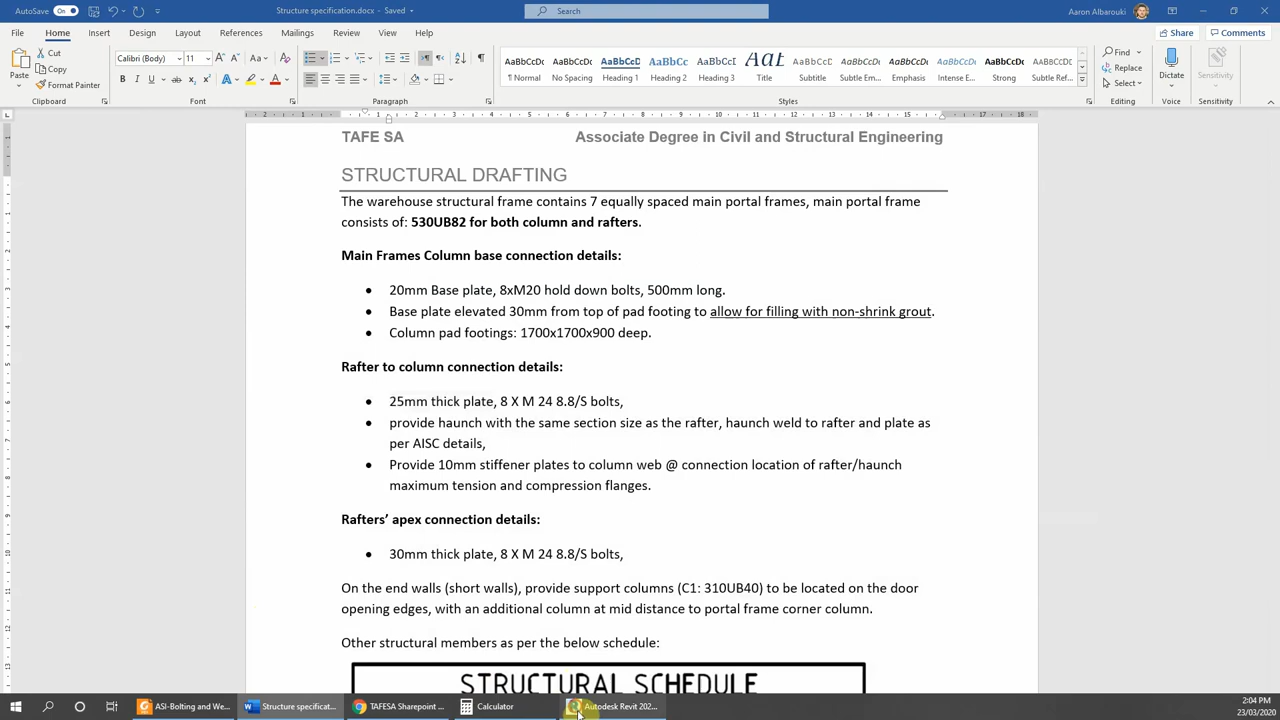 AutoSave
Structure specification.docx - Saved
Search
Aaron Albarouki
File Home Insert Design Layout References Mailings Review View Help
Share Comments
Paste
Cut
Copy
Format Painter
Clipboard
Calibri (Body) 11
Font
Paragraph
¶ Normal
No Spacing
Heading 1
Heading 2
Heading 3
Title
Subtitle
Subtle Em...
Emphasis
Intense E...
Strong
Subtle Ref...
Styles
Find
Replace
Select
Editing
Dictate
Voice
Sensitivity
Sensitivity
TAFE SA Associate Degree in Civil and Structural Engineering
STRUCTURAL DRAFTING
The warehouse structural frame contains 7 equally spaced main portal frames, main portal frame
consists of: 530UB82 for both column and rafters.
Main Frames Column base connection details:
• 20mm Base plate, 8xM20 hold down bolts, 500mm long.
• Base plate elevated 30mm from top of pad footing to allow for filling with non-shrink grout.
• Column pad footings: 1700x1700x900 deep.
Rafter to column connection details:
• 25mm thick plate, 8 X M 24 8.8/S bolts,
• provide haunch with the same section size as the rafter, haunch weld to rafter and plate as
per AISC details,
• Provide 10mm stiffener plates to column web @ connection location of rafter/haunch
maximum tension and compression flanges.
Rafters’ apex connection details:
• 30mm thick plate, 8 X M 24 8.8/S bolts,
On the end walls (short walls), provide support columns (C1: 310UB40) to be located on the door
opening edges, with an additional column at mid distance to portal frame corner column.
Other structural members as per the below schedule:
STRUCTURAL SCHEDULE
ASI-Bolting and We...
Structure specificat...
TAFESA Sharepoint ...
Calculator
Autodesk Revit 202...
2:04 PM
23/03/2020